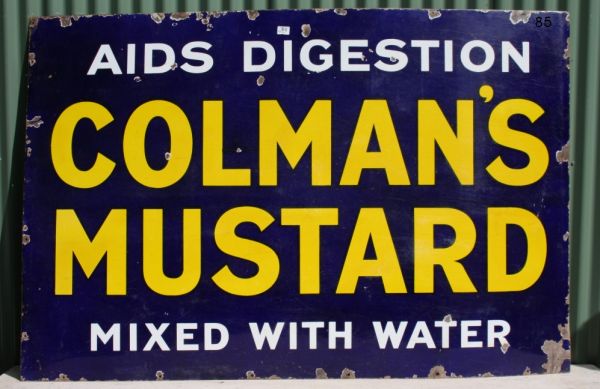 85
AIDS DIGESTION
COLMAN'S
MUSTARD
MIXED WITH WATER